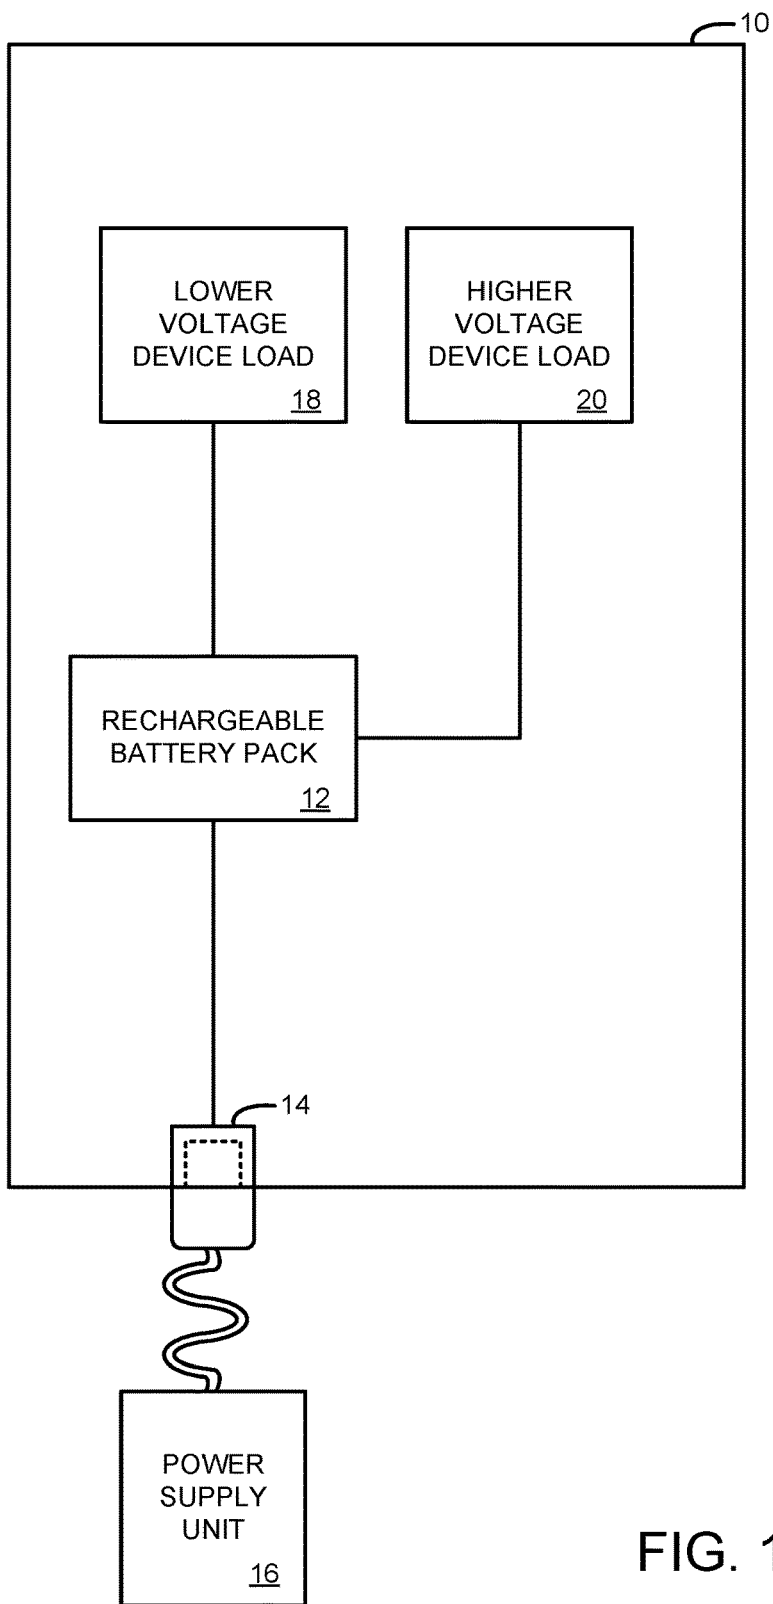 10
LOWER
VOLTAGE
DEVICE LOAD
18
HIGHER
VOLTAGE
DEVICE LOAD
20
RECHARGEABLE
BATTERY PACK
12
14
POWER
SUPPLY
UNIT
16
FIG. 1